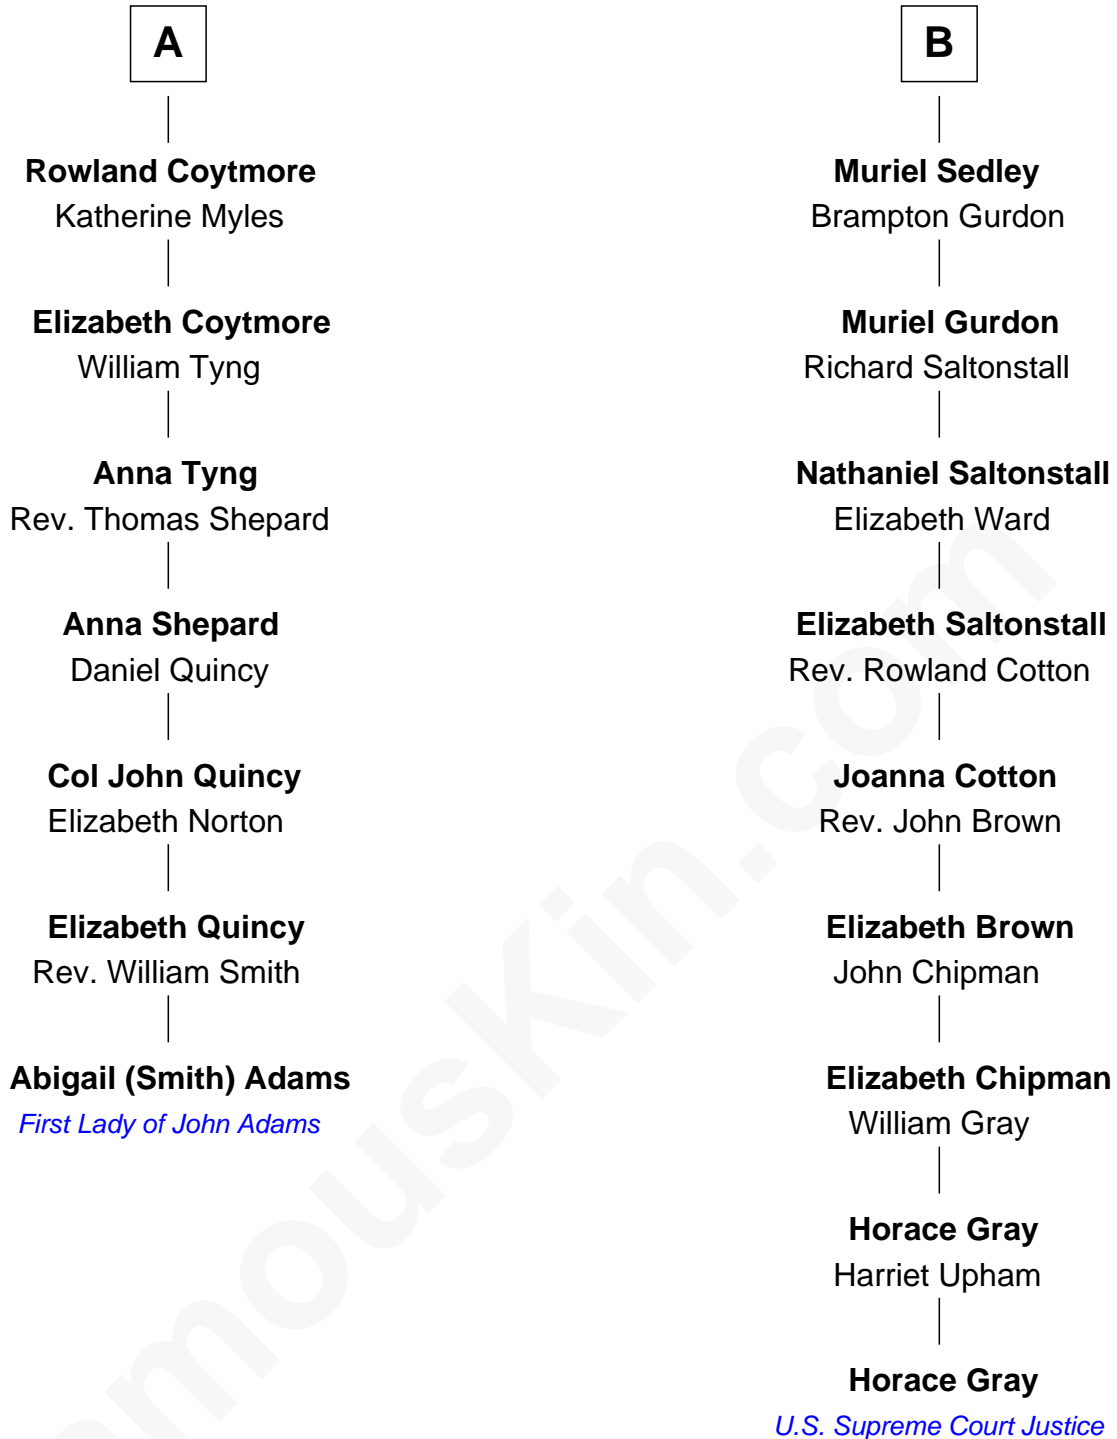 A
Rowland Coytmore
Katherine Myles
Elizabeth Coytmore
William Tyng
Anna Tyng
Rev. Thomas Shepard
Anna Shepard
Daniel Quincy
Col John Quincy
Elizabeth Norton
Elizabeth Quincy
Rev. William Smith
Abigail (Smith) Adams
First Lady of John Adams
B
Muriel Sedley
Brampton Gurdon
Muriel Gurdon
Richard Saltonstall
Nathaniel Saltonstall
Elizabeth Ward
Elizabeth Saltonstall
Rev. Rowland Cotton
Joanna Cotton
Rev. John Brown
Elizabeth Brown
John Chipman
Elizabeth Chipman
William Gray
Horace Gray
Harriet Upham
Horace Gray
U.S. Supreme Court Justice
amousKin.com